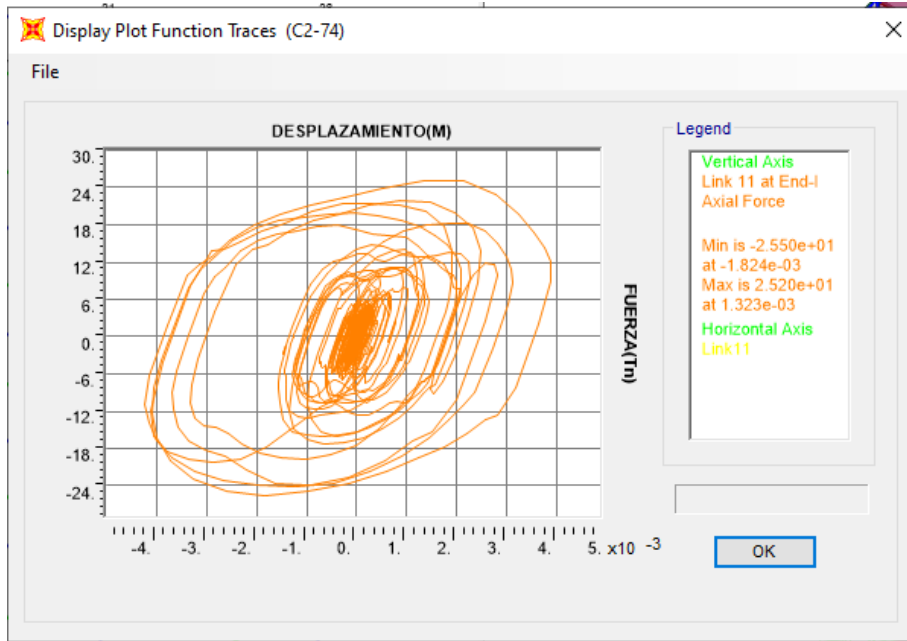 Display Plot Function Traces (C2-74)
File
DESPLAZAMIENTO(M)
30.
24.
18.
12.
6.
0.
-6.
-12.
-18.
-24.
-4. -3. -2. -1. 0. 1. 2. 3. 4. 5. x10 -3
FUERZA(Tn)
Legend
Vertical Axis
Link 11 at End-I
Axial Force
Min is -2.550e+01
at -1.824e-03
Max is 2.520e+01
at 1.323e-03
Horizontal Axis
Link11
OK